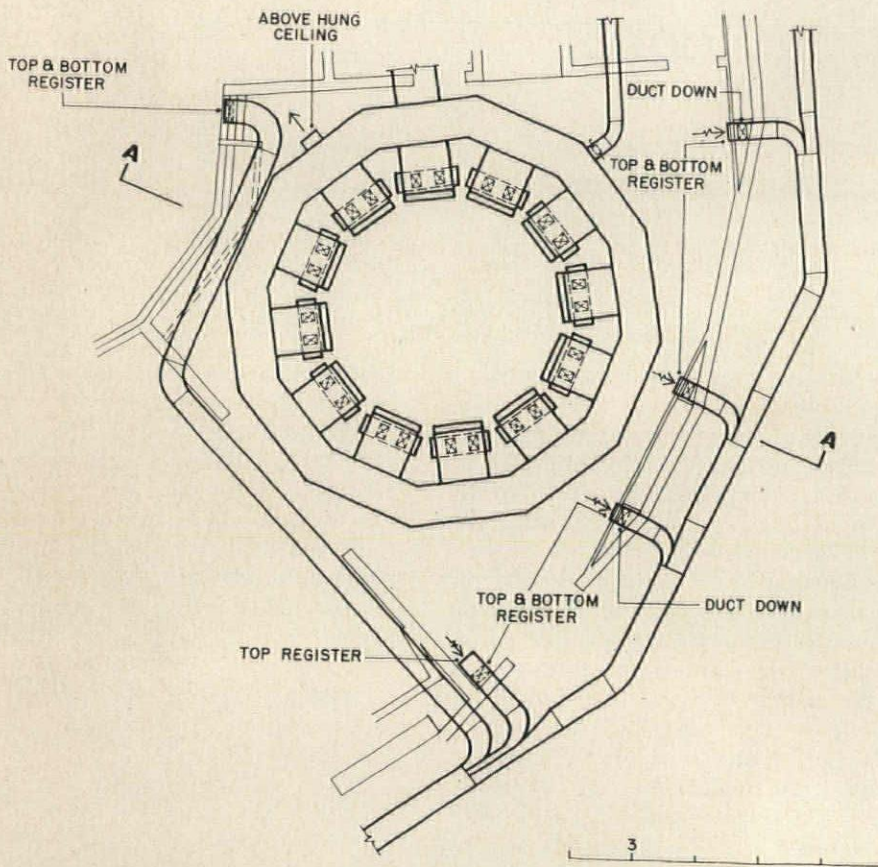 ABOVE HUNG
CEILING
TOP & BOTTOM
REGISTER
DUCT DOWN
A
TOP & BOTTOM
REGISTER
A
TOP & BOTTOM
REGISTER
DUCT DOWN
TOP REGISTER
3